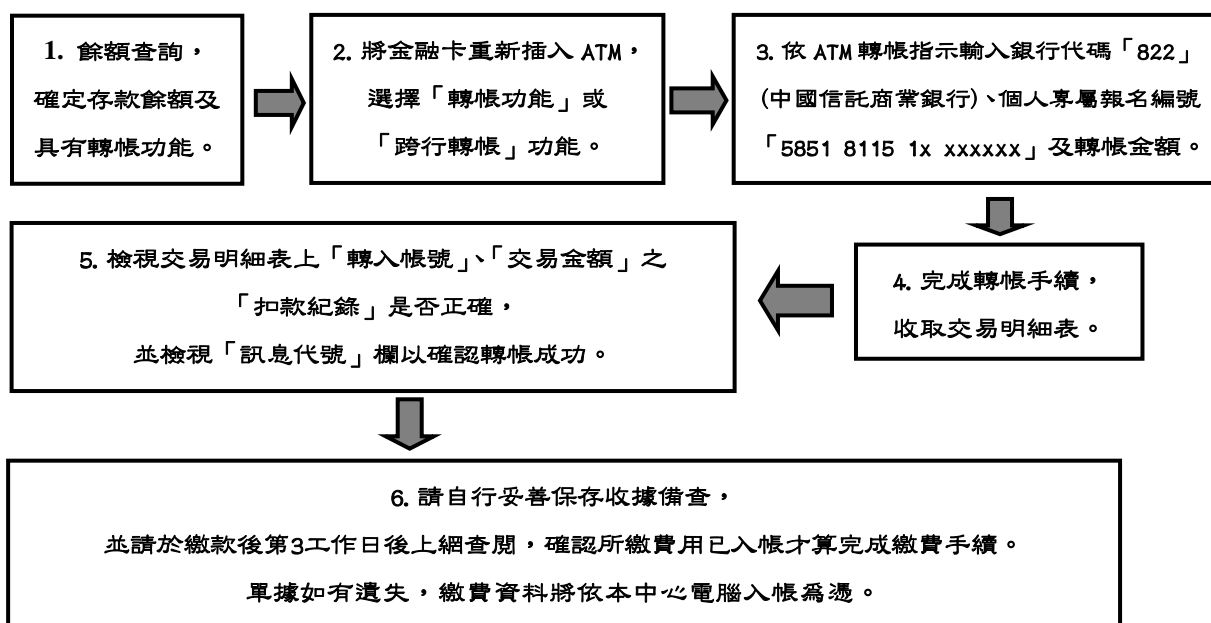 1. 餘額查詢，
確定存款餘額及
具有轉帳功能。
2. 將金融卡重新插入 ATM，
選擇「轉帳功能」或
「跨行轉帳」功能。
3. 依 ATM 轉帳指示輸入銀行代碼「822」
(中國信託商業銀行)、個人專屬報名編號
「5851 8115 1x xxxxxx」及轉帳金額。
4. 完成轉帳手續，
收取交易明細表。
5. 檢視交易明細表上「轉入帳號」、「交易金額」之
「扣款紀錄」是否正確，
並檢視「訊息代號」欄以確認轉帳成功。
6. 請自行妥善保存收據備查，
並請於繳款後第3工作日後上網查閱，確認所繳費用已入帳才算完成繳費手續。
單據如有遺失，繳費資料將依本中心電腦入帳為憑。